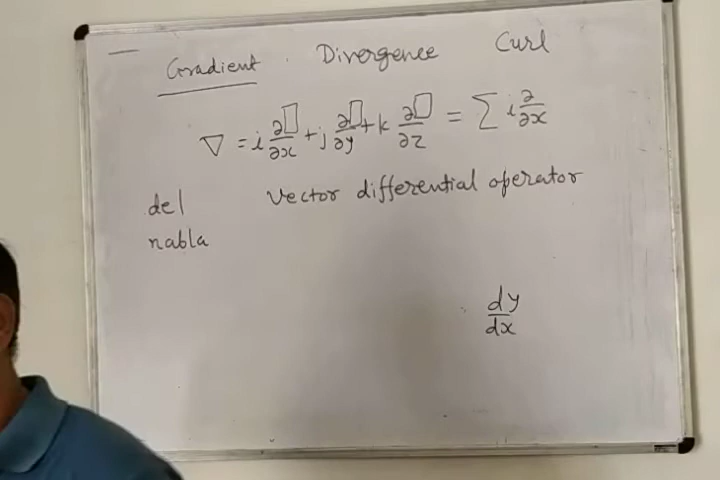 Gradient Divergence Curl
∇ = i ∂▯/∂x + j ∂▯/∂y + k ∂▯/∂z = ∑ i ∂/∂x
del Vector differential operator
nabla
dy/dx